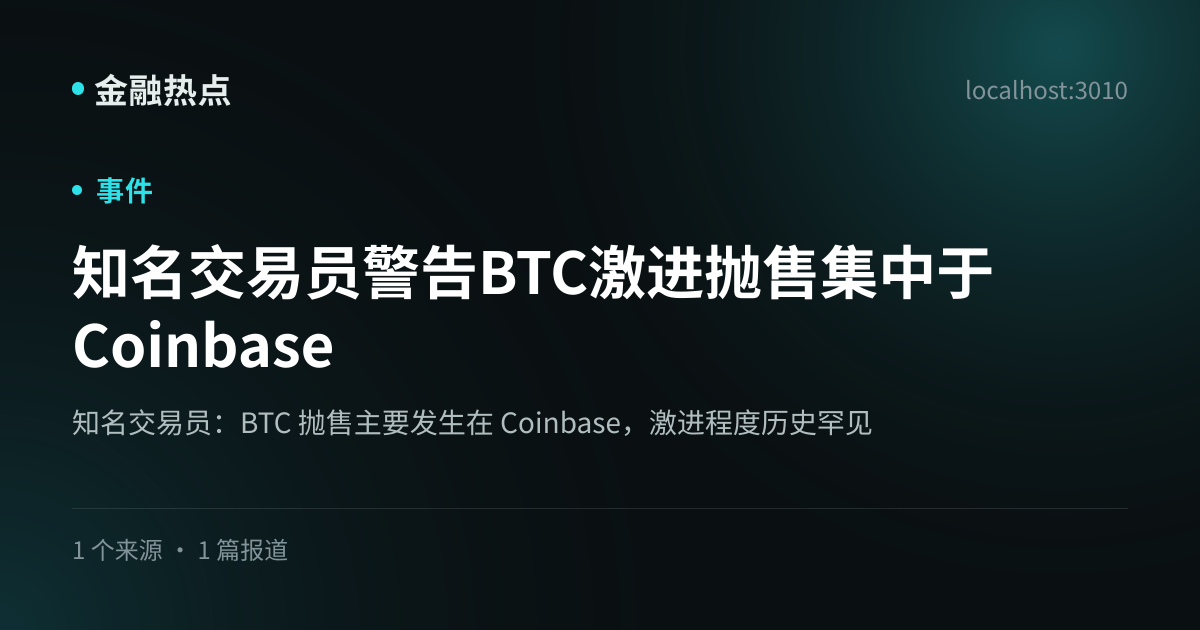 金融热点
localhost:3010
事件
知名交易员警告BTC激进抛售集中于
Coinbase
知名交易员：BTC 抛售主要发生在 Coinbase，激进程度历史罕见
1 个来源 · 1 篇报道